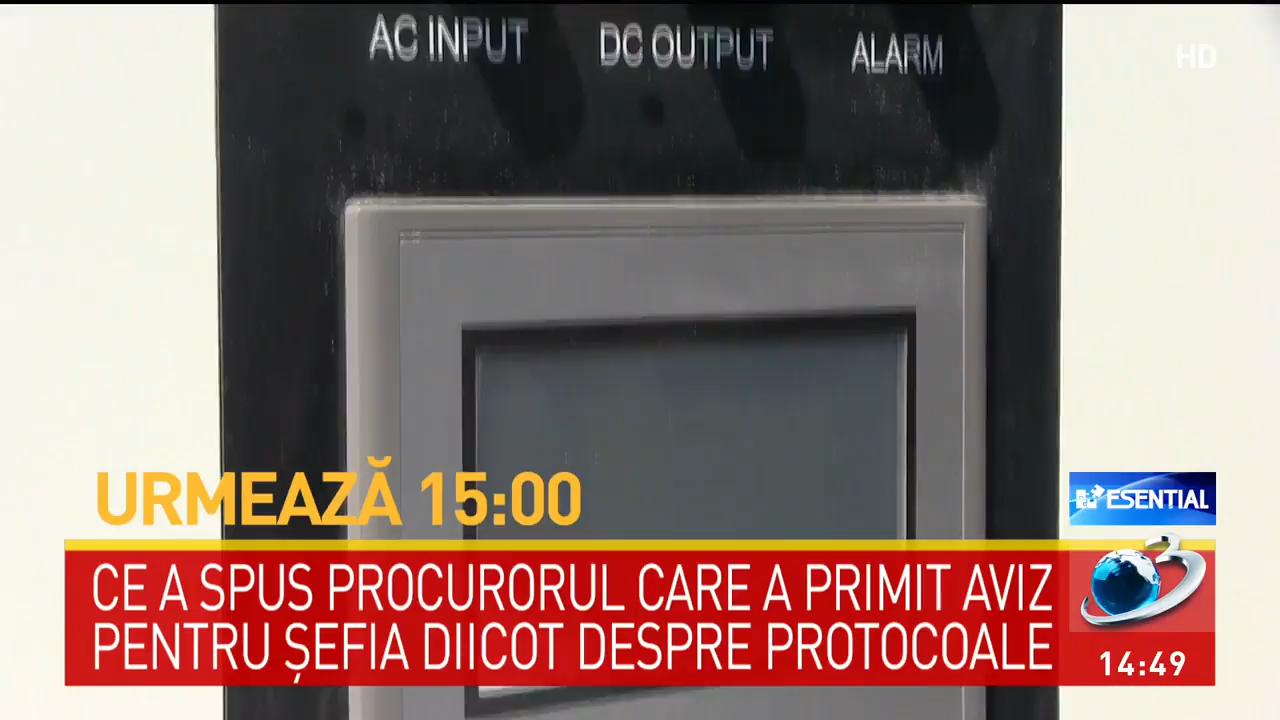 AC INPUT DC OUTPUT ALARM
HD
URMEAZĂ 15:00
ESENTIAL
CE A SPUS PROCURORUL CARE A PRIMIT AVIZ
PENTRU ȘEFIA DIICOT DESPRE PROTOCOALE
3
14:49